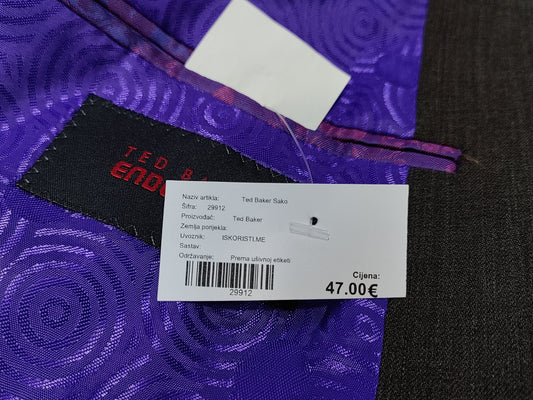 TED BA
ENDU
Naziv artikla: Ted Baker Sako
Šifra: 29912
Proizvođač: Ted Baker
Zemlja porijekla:
Uvoznik: ISKORISTI.ME
Sastav:
Održavanje: Prema ušivnoj etiketi
29912
Cijena:
47.00€